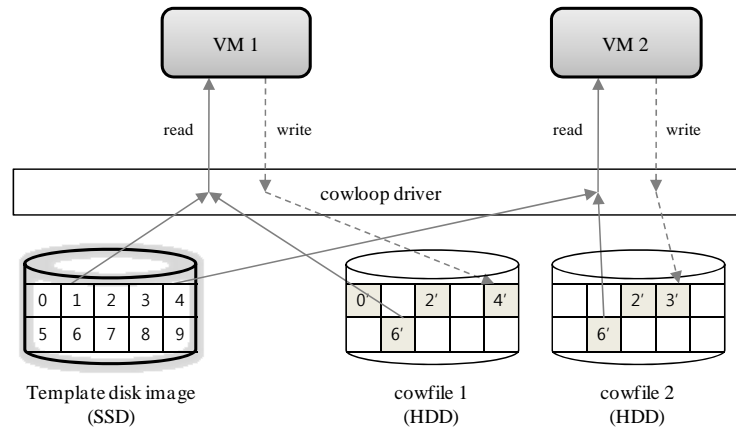 VM 1
VM 2
read
write
read
write
cowloop driver
0 1 2 3 4
5 6 7 8 9
0' 2' 4'
6'
2' 3'
6'
Template disk image
(SSD)
cowfile 1
(HDD)
cowfile 2
(HDD)